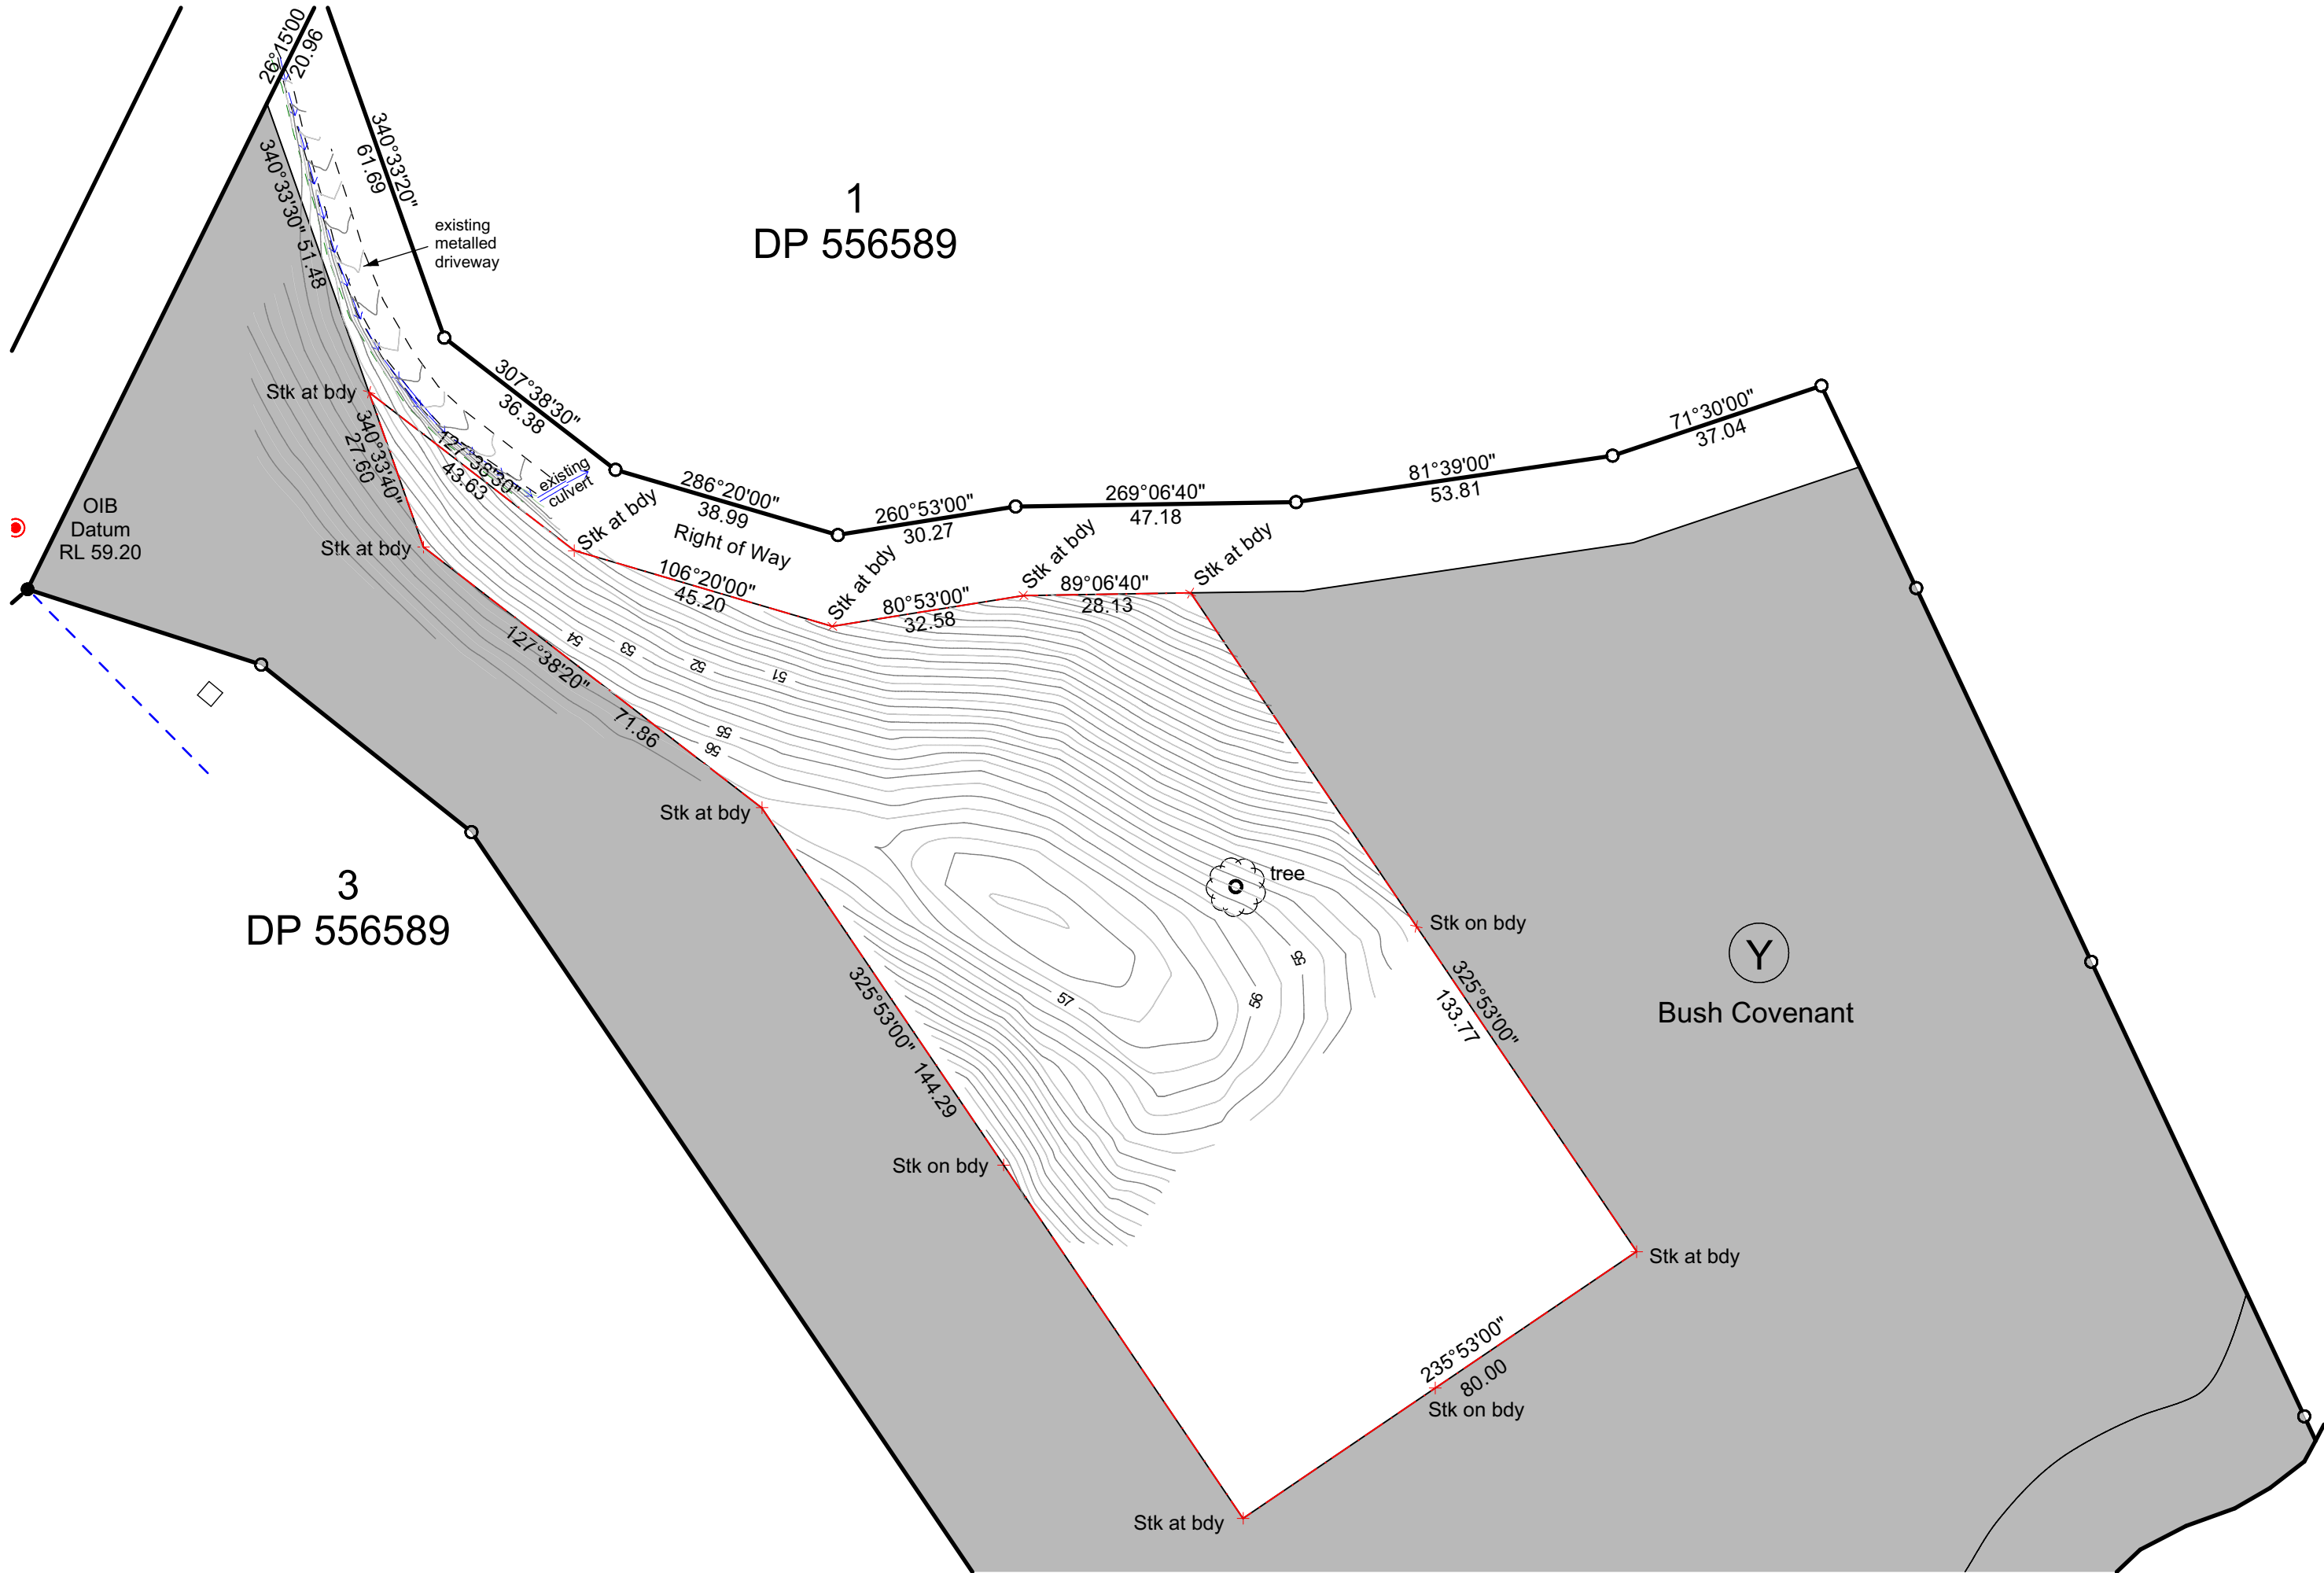 26°15'00
20.96
340°33'20"
61.69
340°33'30" 51.48
1
DP 556589
existing
metalled
driveway
307°38'30"
36.38
71°30'00"
37.04
Stk at bdy
340°33'40"
27.60
127°38'30"
43.63
existing
culvert
286°20'00"
38.99
Right of Way
260°53'00"
30.27
269°06'40"
47.18
81°39'00"
53.81
OIB
Datum
RL 59.20
Stk at bdy
Stk at bdy
Stk at bdy
Stk at bdy
Stk at bdy
106°20'00"
45.20
80°53'00"
32.58
89°06'40"
28.13
127°38'20"
71.86
54
53
52
51
55
56
Stk at bdy
3
DP 556589
tree
Stk on bdy
55
56
57
Y
Bush Covenant
325°53'00"
144.29
325°53'00"
133.77
Stk on bdy
Stk at bdy
235°53'00"
80.00
Stk on bdy
Stk at bdy